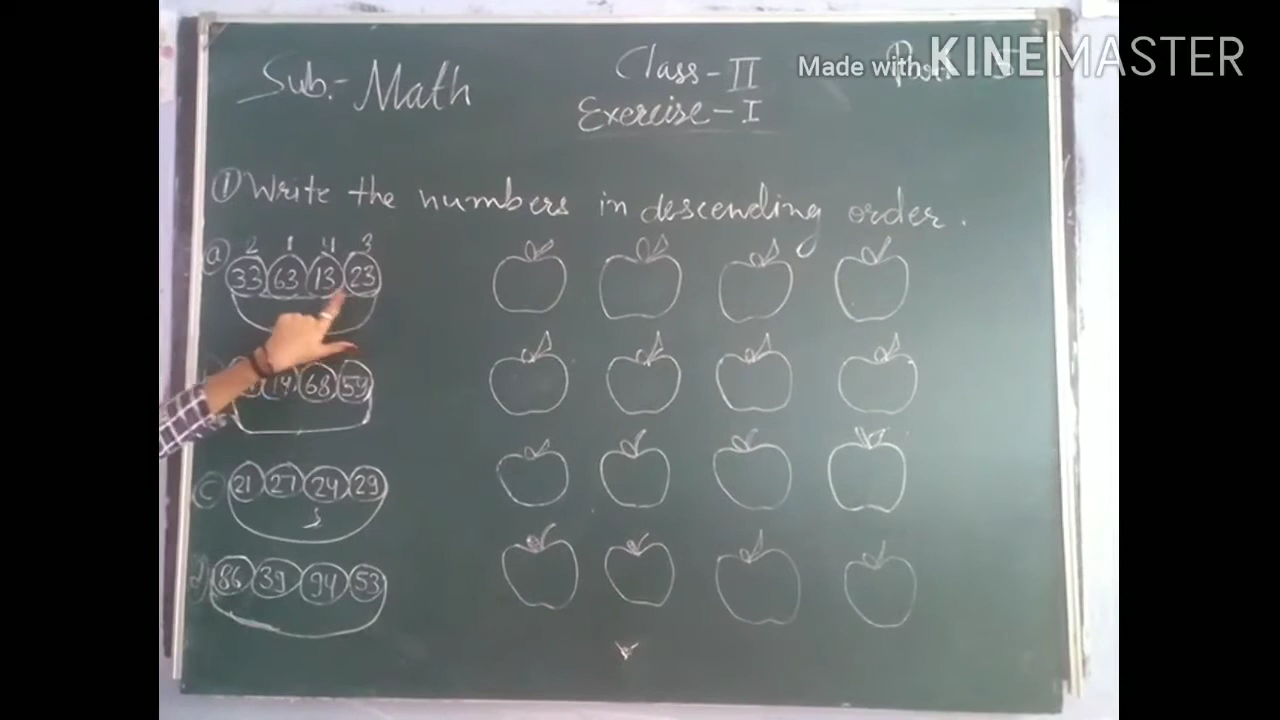 Sub.- Math
Class - II
Made with KINEMASTER
Exercise - I
① Write the numbers in descending order.
2 1 4 3
a) 33 63 13 23
14 68 59
c) 21 27 24 29
d) 86 39 94 53